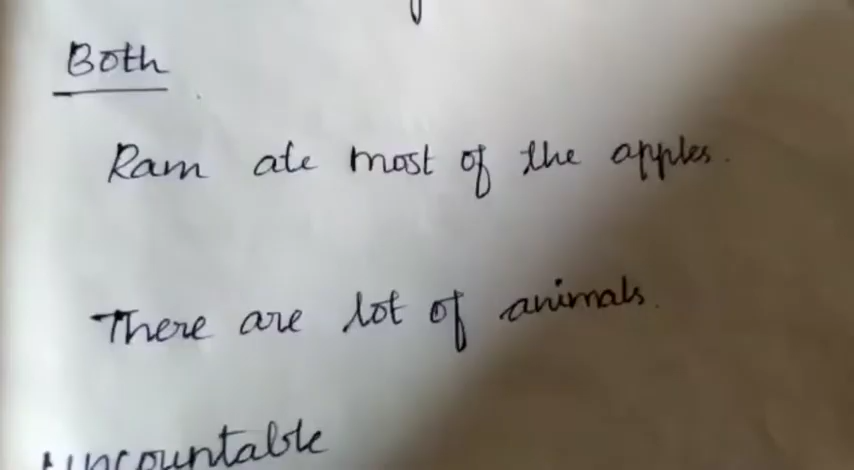 Both
Ram ate most of the apples.
There are lot of animals.
uncountable